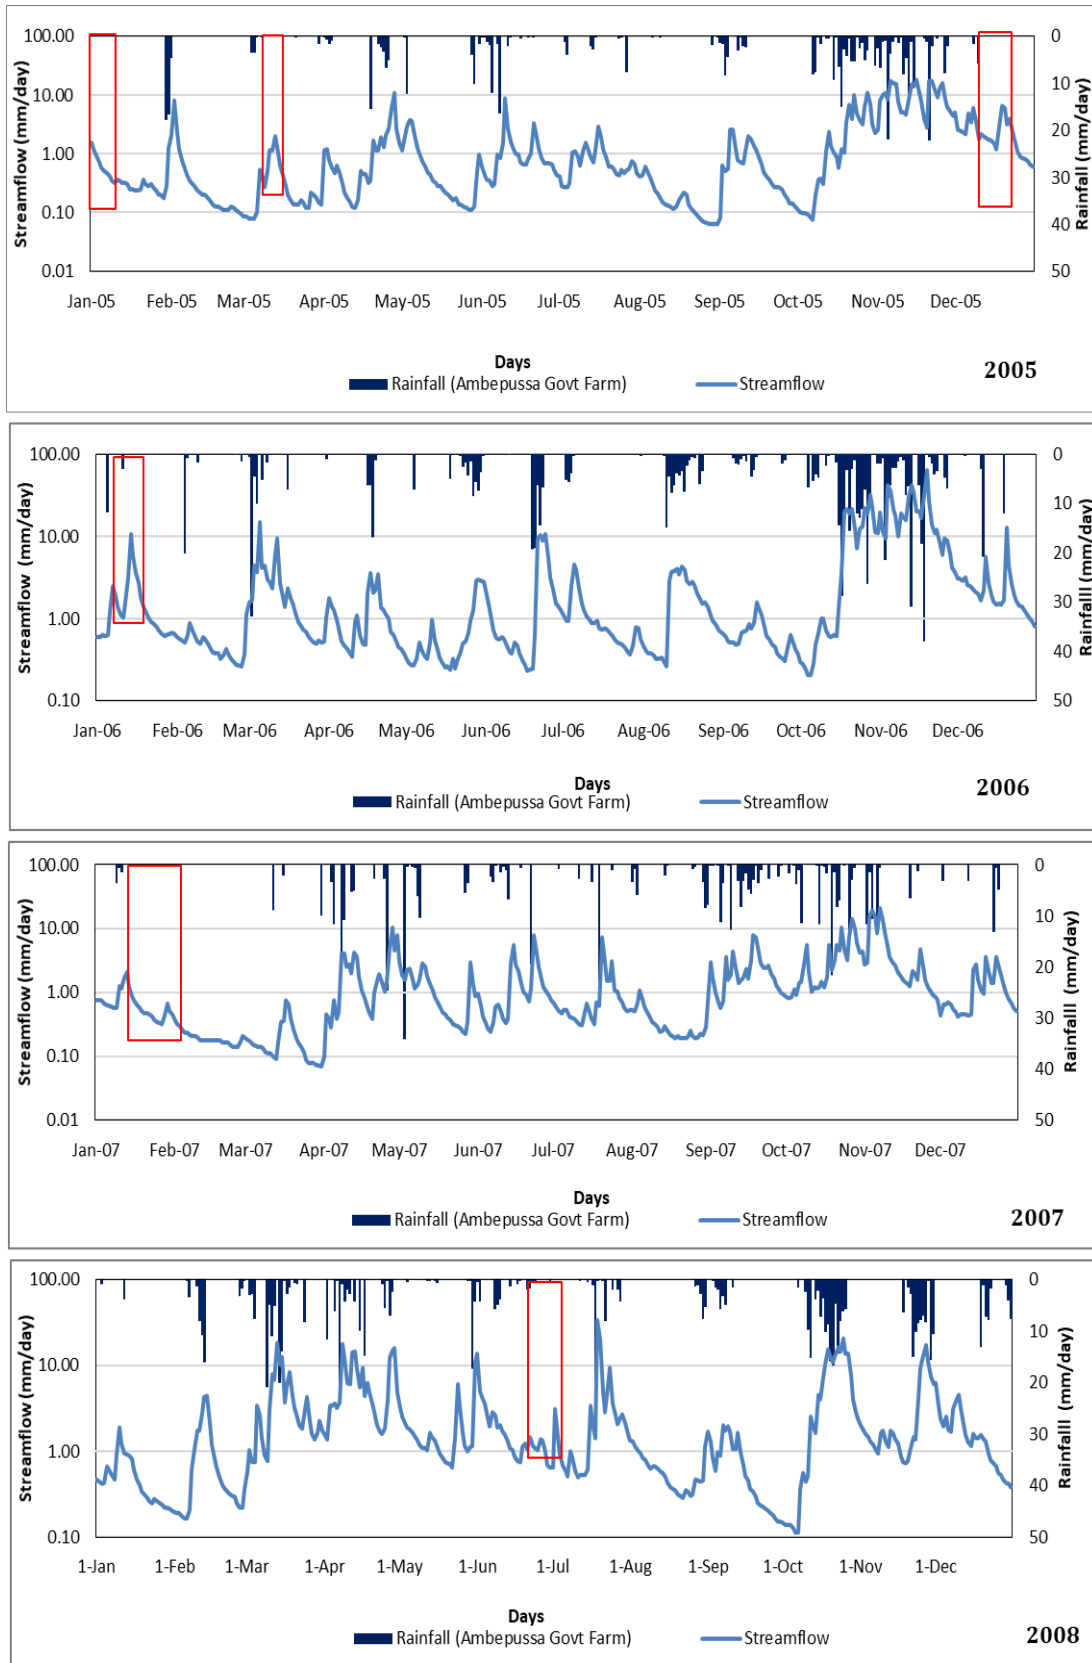 100.00 0
10.00 10
1.00 20
30
0.10 40
0.01 50
Streamflow (mm/day)
Rainfall (mm/day)
Jan-05 Feb-05 Mar-05 Apr-05 May-05 Jun-05 Jul-05 Aug-05 Sep-05 Oct-05 Nov-05 Dec-05
Days
2005
Rainfall (Ambepussa Govt Farm) Streamflow
100.00 0
10
10.00 20
1.00 30
40
0.10 50
Streamflow (mm/day)
Rainfalll (mm/day)
Jan-06 Feb-06 Mar-06 Apr-06 May-06 Jun-06 Jul-06 Aug-06 Sep-06 Oct-06 Nov-06 Dec-06
Days
2006
Rainfall (Ambepussa Govt Farm) Streamflow
100.00 0
10.00 10
1.00 20
30
0.10 40
0.01 50
Streamflow (mm/day)
Rainfalll (mm/day)
Jan-07 Feb-07 Mar-07 Apr-07 May-07 Jun-07 Jul-07 Aug-07 Sep-07 Oct-07 Nov-07 Dec-07
Days
2007
Rainfall (Ambepussa Govt Farm) Streamflow
100.00 0
10
10.00 20
1.00 30
40
0.10 50
Streamflow (mm/day)
Rainfalll (mm/day)
1-Jan 1-Feb 1-Mar 1-Apr 1-May 1-Jun 1-Jul 1-Aug 1-Sep 1-Oct 1-Nov 1-Dec
Days
2008
Rainfall (Ambepussa Govt Farm) Streamflow